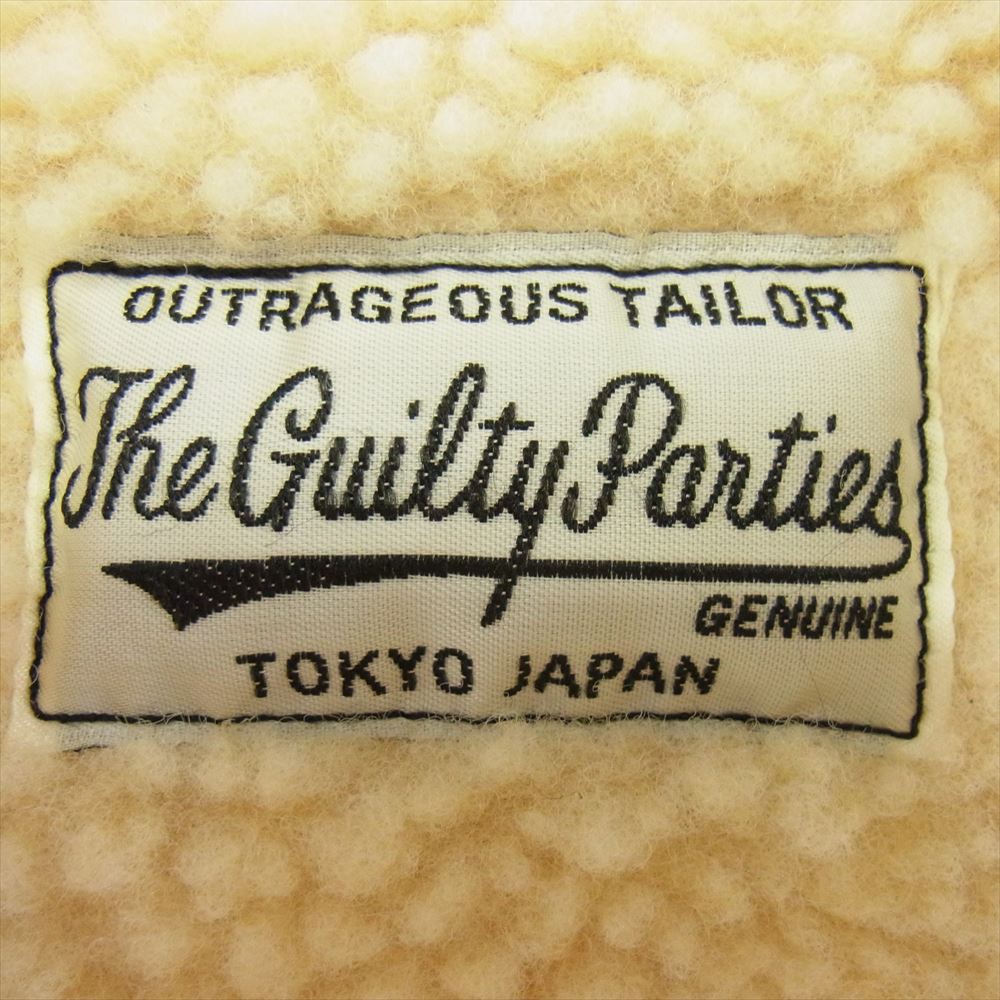 OUTRAGEOUS TAILOR
The Guilty Parties
GENUINE
TOKYO JAPAN